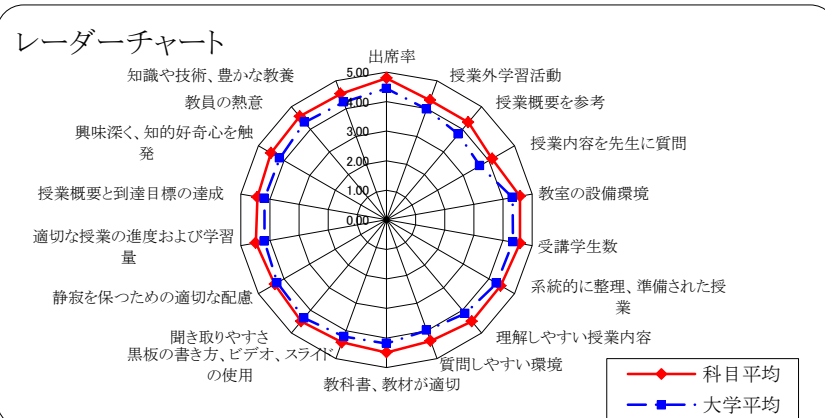 レーダーチャート
出席率
授業外学習活動
授業概要を参考
授業内容を先生に質問
教室の設備環境
受講学生数
系統的に整理、準備された授
業
理解しやすい授業内容
質問しやすい環境
教科書、教材が適切
黒板の書き方、ビデオ、スライド
の使用
聞き取りやすさ
静寂を保つための適切な配慮
適切な授業の進度および学習
量
授業概要と到達目標の達成
興味深く、知的好奇心を触
発
教員の熱意
知識や技術、豊かな教養
5.00
4.00
3.00
2.00
1.00
0.00
科目平均
大学平均